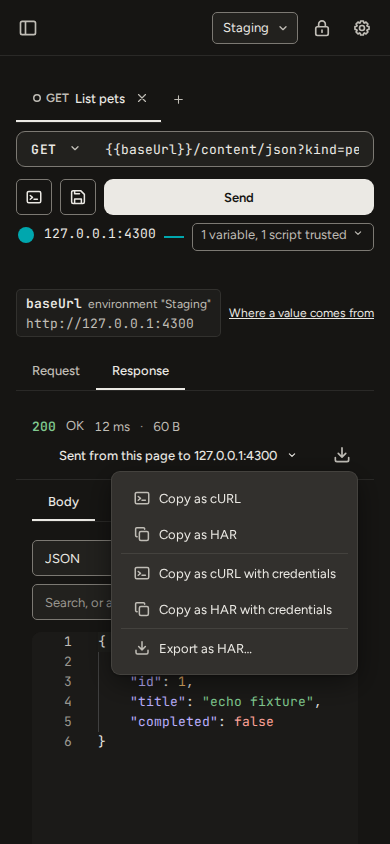 Staging
GET List pets
GET {{baseUrl}}/content/json?kind=pe
Send
127.0.0.1:4300 1 variable, 1 script trusted
baseUrl environment "Staging"
http://127.0.0.1:4300
Where a value comes from
Request Response
200 OK 12 ms · 60 B
Sent from this page to 127.0.0.1:4300
Body
Copy as cURL
Copy as HAR
Copy as cURL with credentials
Copy as HAR with credentials
Export as HAR...
JSON
Search, or a
1 {
2
3 "id": 1,
4 "title": "echo fixture",
5 "completed": false
6 }